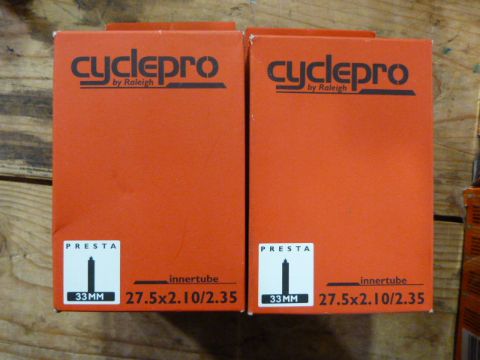 cyclepro
by Raleigh
PRESTA
33MM
innertube
27.5x2.10/2.35
cyclepro
by Raleigh
PRESTA
33MM
innertube
27.5x2.10/2.35